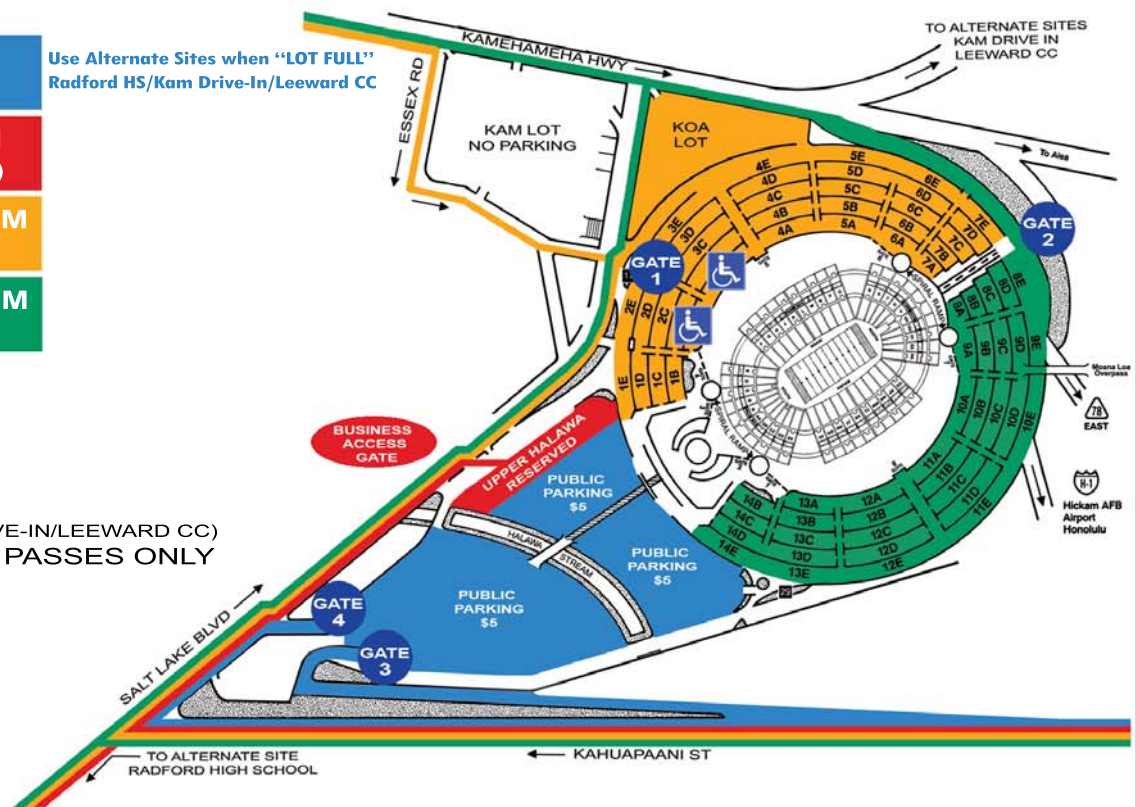 TO ALTERNATE SITES
KAM DRIVE IN
LEEWARD CC
KAMEHAMEHA HWY
Use Alternate Sites when “LOT FULL”
Radford HS/Kam Drive-In/Leeward CC
ESSEX RD
KAM LOT
NO PARKING
KOA
LOT
To Aiea
)
M
M
GATE
2
GATE
1
4E
4D
4C
4B
4A
5E
5D
5C
5B
5A
6E
6D
6C
6B
6A
7E
7D
7C
7B
7A
3E
3D
3C
2E
2D
2C
1E
1D
1C
1B
8E
8D
8C
8B
8A
9E
9D
9C
9B
9A
10A
10B
10C
10D
10E
11A
11B
11C
11D
11E
12A
12B
12C
12D
12E
13A
13B
13C
13D
13E
14B
14C
14D
14E
SPIRAL RAMP
SPIRAL RAMP
Moana Loa
Overpass
78
EAST
H-1
Hickam AFB
Airport
Honolulu
BUSINESS
ACCESS
GATE
UPPER HALAWA
RESERVED
PUBLIC
PARKING
$5
HALAWA STREAM
PUBLIC
PARKING
$5
PUBLIC
PARKING
$5
VE-IN/LEEWARD CC)
PASSES ONLY
GATE
4
GATE
3
SALT LAKE BLVD
TO ALTERNATE SITE
RADFORD HIGH SCHOOL
KAHUAPAANI ST